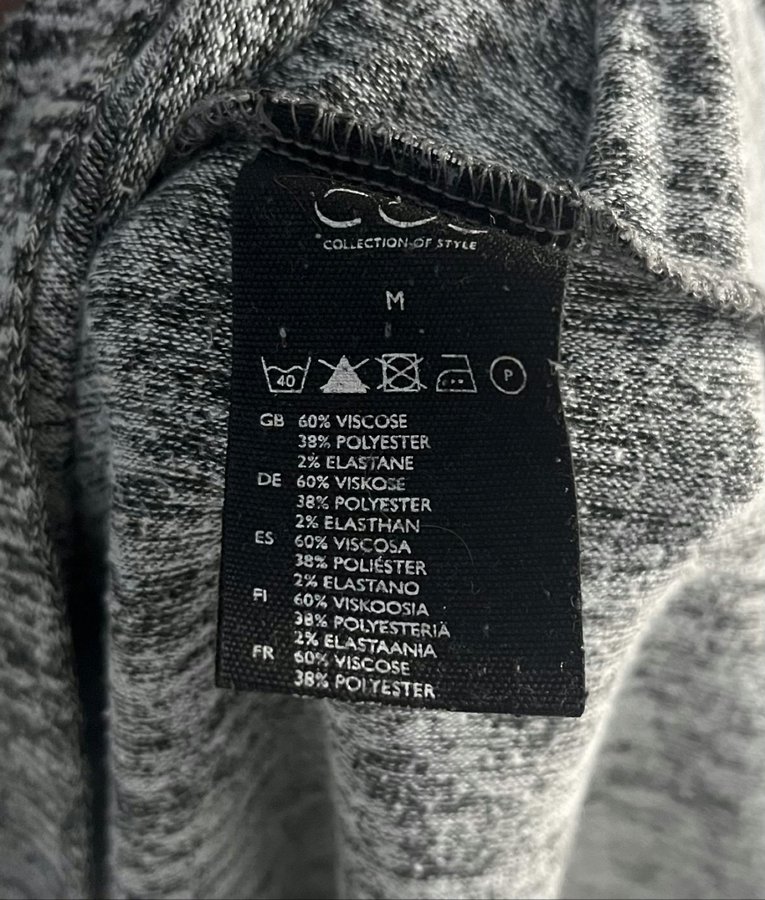 COLLECTION OF STYLE
M
40 P
GB 60% VISCOSE
38% POLYESTER
2% ELASTANE
DE 60% VISKOSE
38% POLYESTER
2% ELASTHAN
ES 60% VISCOSA
38% POLIÉSTER
2% ELASTANO
FI 60% VISKOOSIA
38% POLYESTERIÄ
2% ELASTAANIA
FR 60% VISCOSE
38% POLYESTER